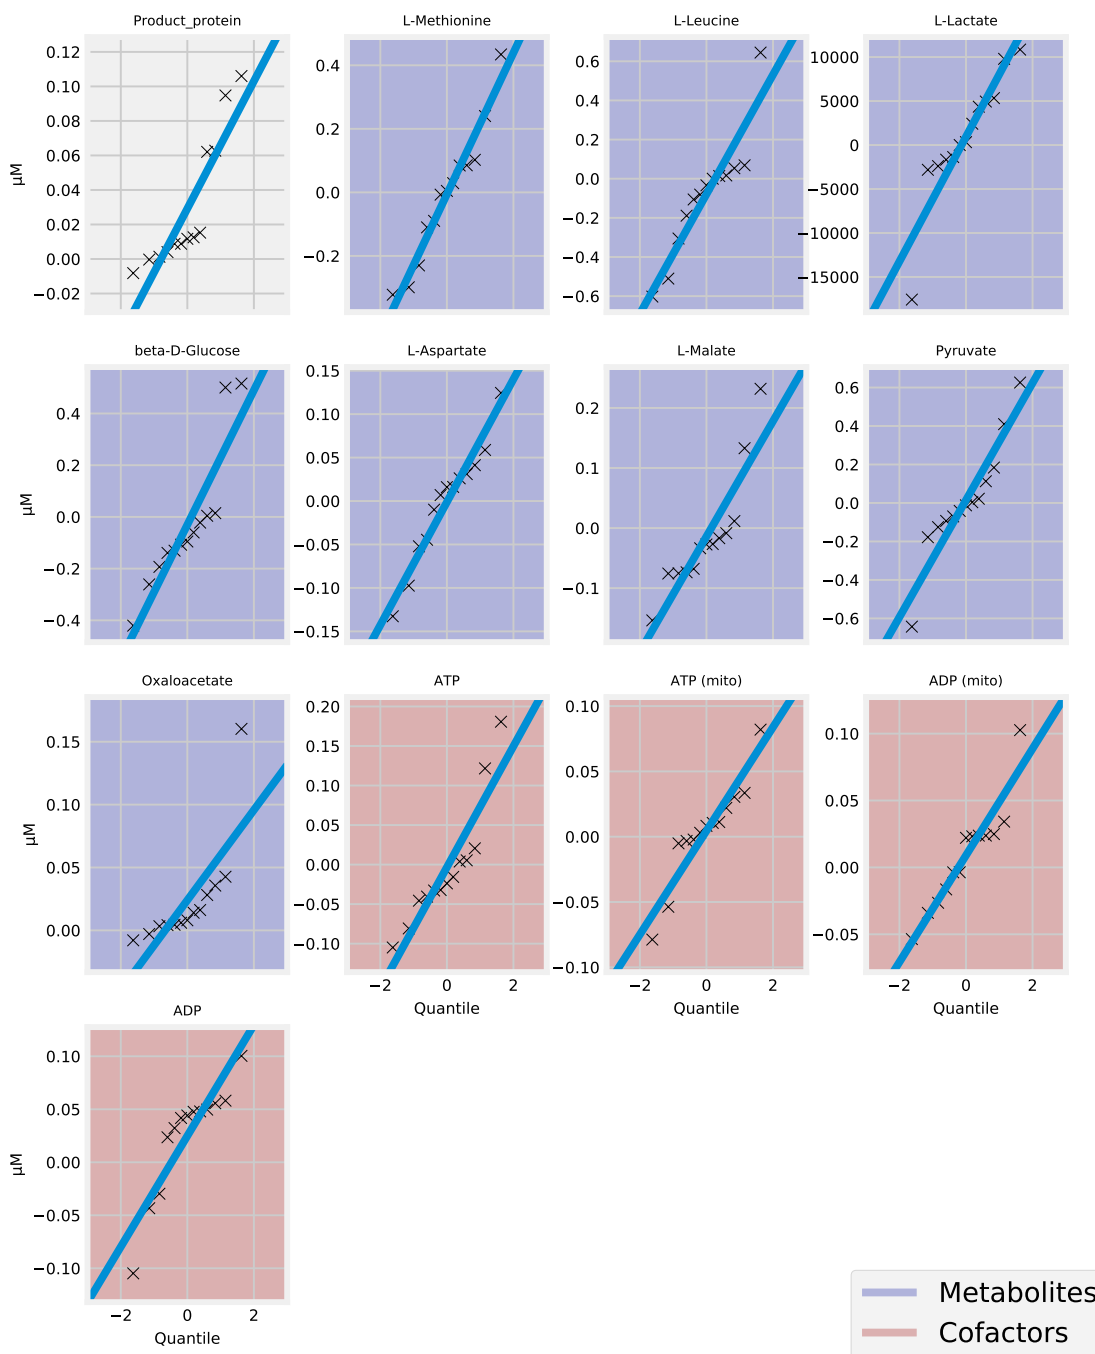 Product_protein
L-Methionine
L-Leucine
L-Lactate
0.12
0.10
0.08
0.06
0.04
0.02
0.00
−0.02
μM
0.4
0.2
0.0
−0.2
0.6
0.4
0.2
0.0
−0.2
−0.4
−0.6
10000
5000
0
−5000
−10000
−15000
beta-D-Glucose
L-Aspartate
L-Malate
Pyruvate
0.4
0.2
0.0
−0.2
−0.4
μM
0.15
0.10
0.05
0.00
−0.05
−0.10
−0.15
0.2
0.1
0.0
−0.1
0.6
0.4
0.2
0.0
−0.2
−0.4
−0.6
Oxaloacetate
ATP
ATP (mito)
ADP (mito)
0.15
0.10
0.05
0.00
μM
0.20
0.15
0.10
0.05
0.00
−0.05
−0.10
−2 0 2
Quantile
0.10
0.05
0.00
−0.05
−0.10
−2 0 2
Quantile
0.10
0.05
0.00
−0.05
−2 0 2
Quantile
ADP
0.10
0.05
0.00
−0.05
−0.10
μM
−2 0 2
Quantile
Metabolites
Cofactors